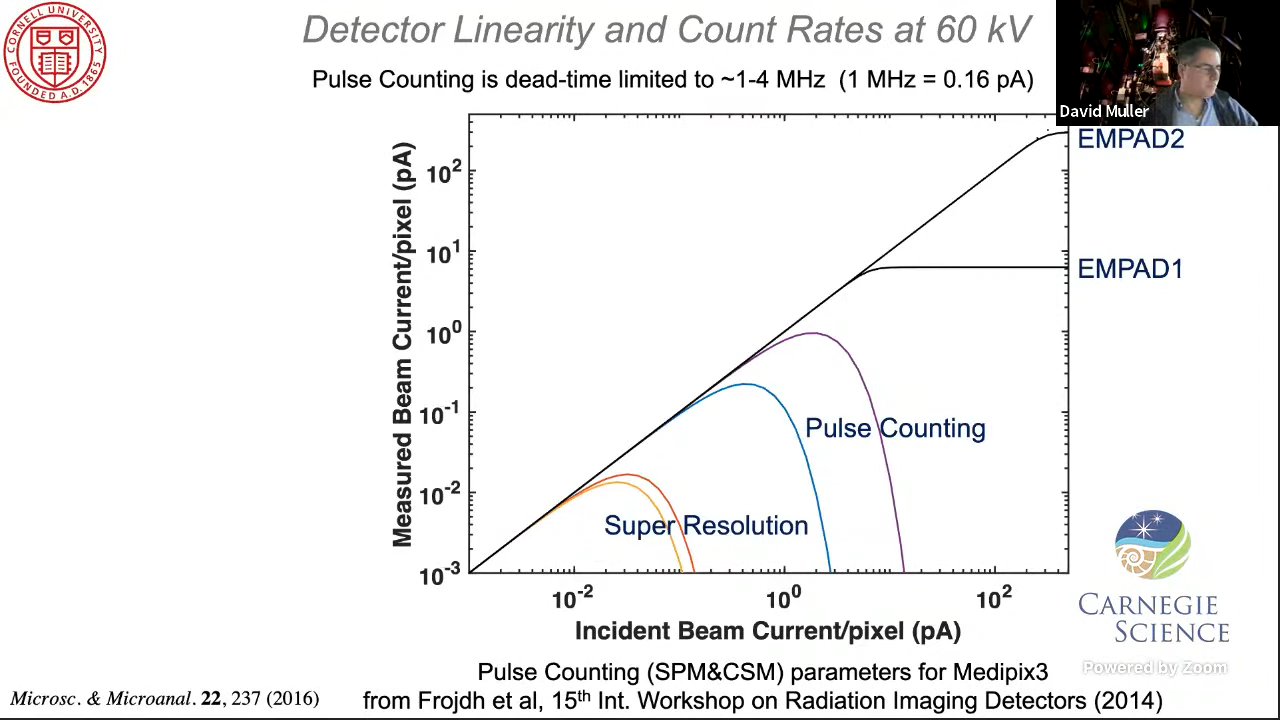 CORNELL UNIVERSITY
FOUNDED A.D. 1865
Detector Linearity and Count Rates at 60 kV
Pulse Counting is dead-time limited to ~1-4 MHz (1 MHz = 0.16 pA)
David Muller
EMPAD2
EMPAD1
Measured Beam Current/pixel (pA)
10²
10¹
10⁰
10⁻¹
10⁻²
10⁻³
Pulse Counting
Super Resolution
10⁻² 10⁰ 10²
Incident Beam Current/pixel (pA)
CARNEGIE
SCIENCE
Powered by Zoom
Pulse Counting (SPM&CSM) parameters for Medipix3
from Frojdh et al, 15th Int. Workshop on Radiation Imaging Detectors (2014)
Microsc. & Microanal. 22, 237 (2016)